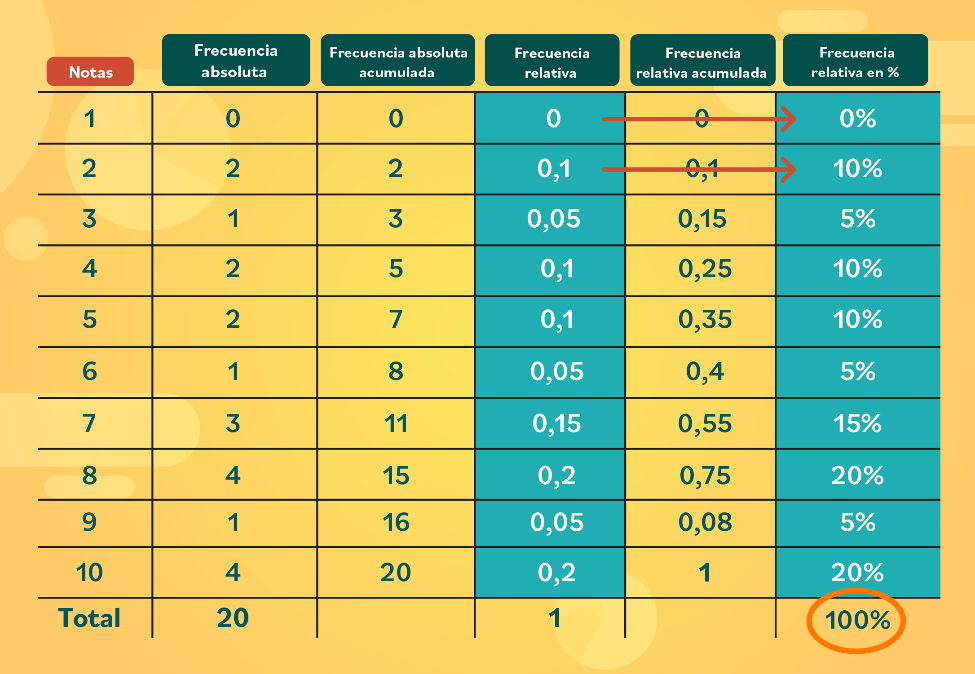 Notas Frecuencia absoluta Frecuencia absoluta acumulada Frecuencia relativa Frecuencia relativa acumulada Frecuencia relativa en %
1 0 0 0 0 0%
2 2 2 0,1 0,1 10%
3 1 3 0,05 0,15 5%
4 2 5 0,1 0,25 10%
5 2 7 0,1 0,35 10%
6 1 8 0,05 0,4 5%
7 3 11 0,15 0,55 15%
8 4 15 0,2 0,75 20%
9 1 16 0,05 0,08 5%
10 4 20 0,2 1 20%
Total 20 1 100%